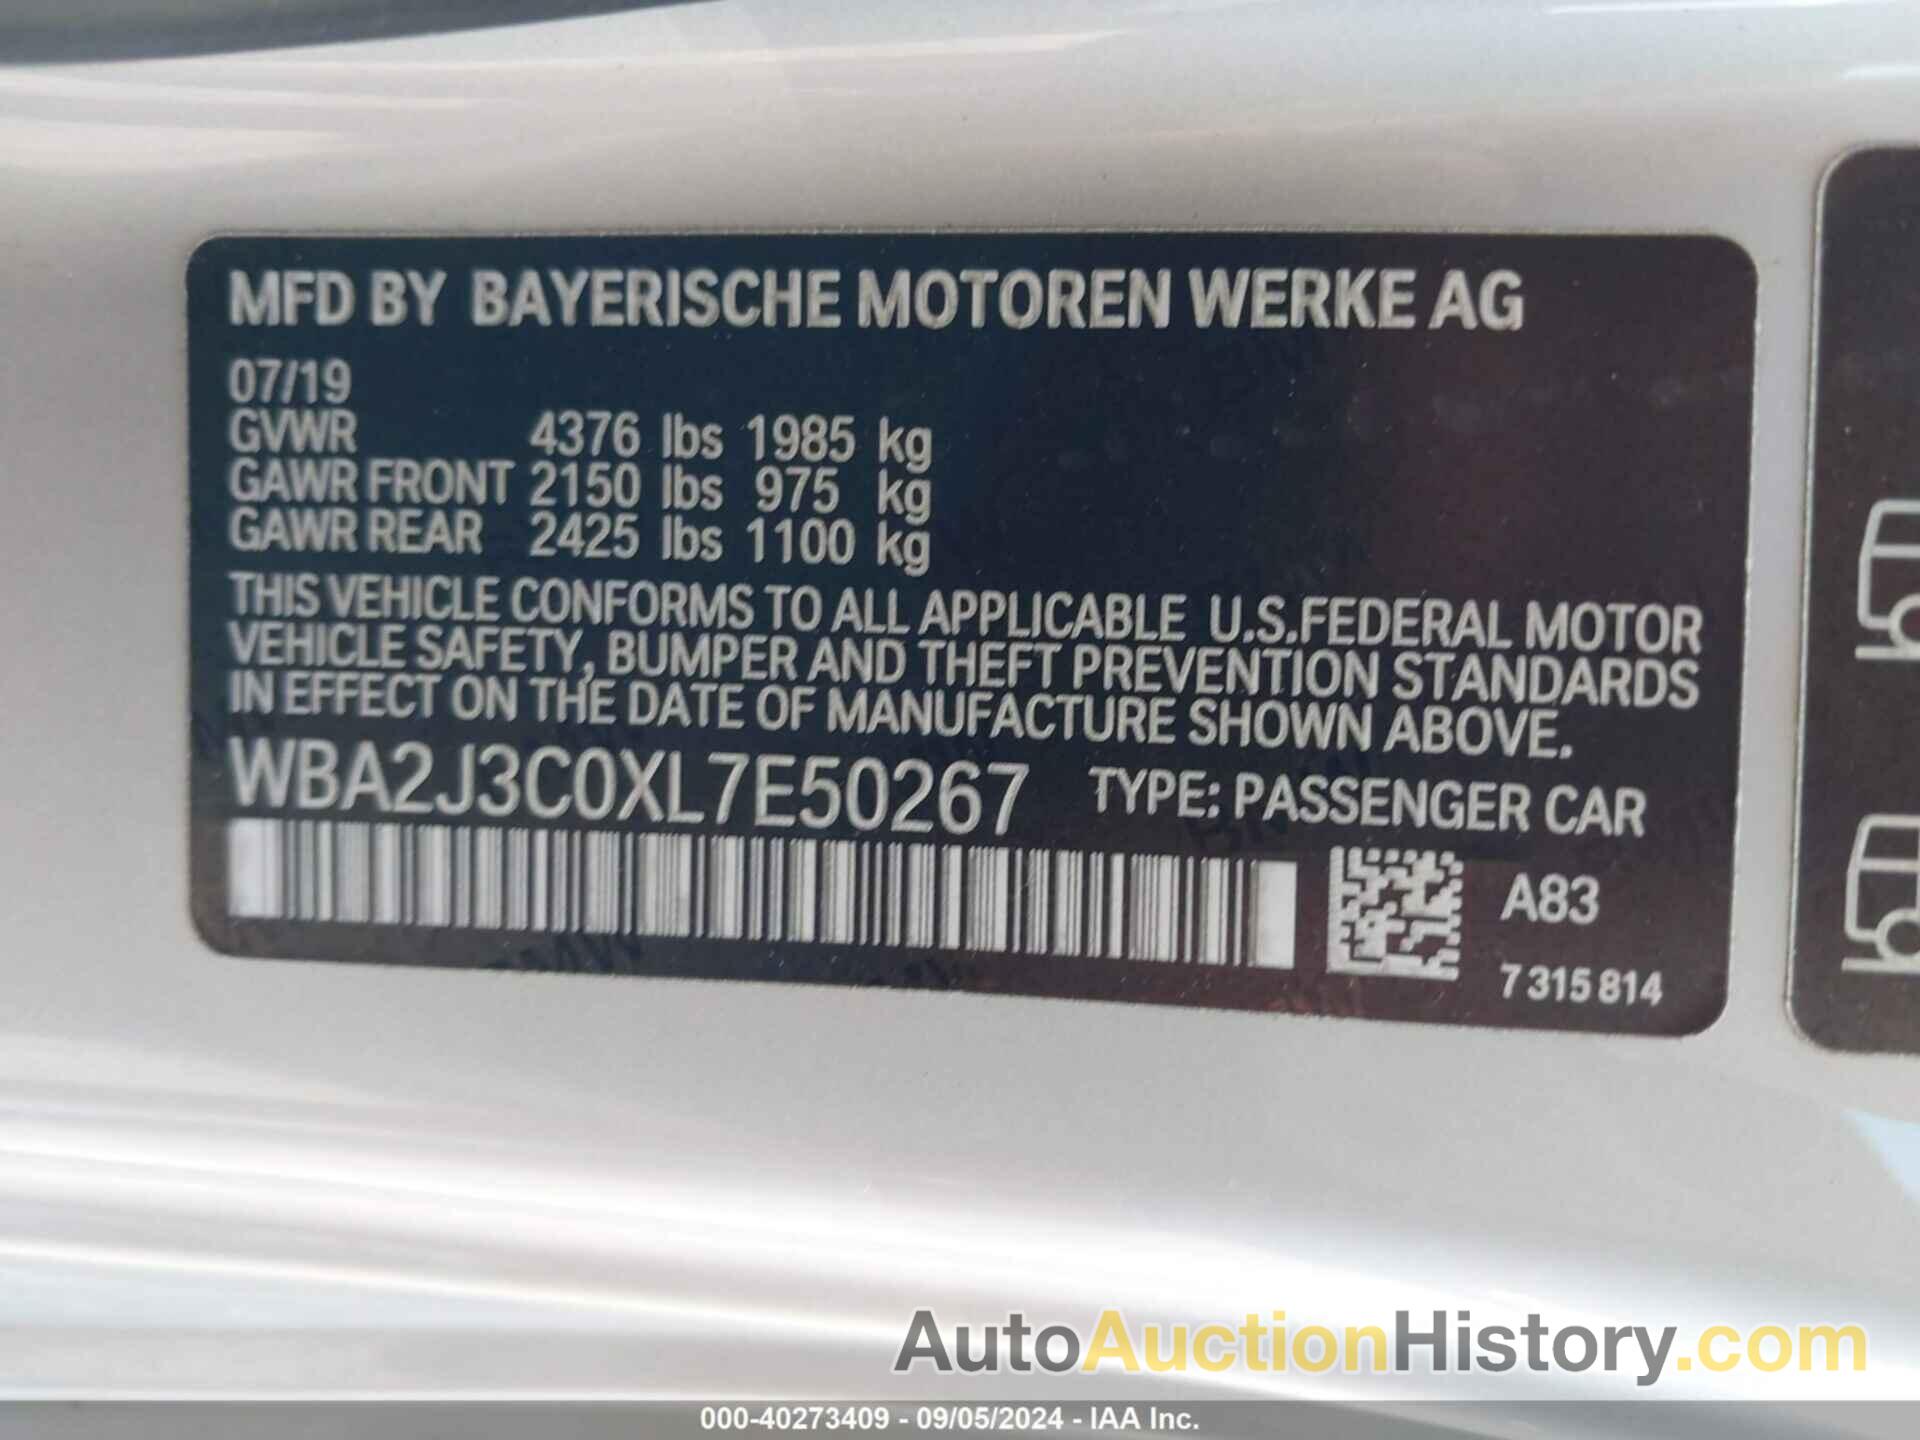 MFD BY BAYERISCHE MOTOREN WERKE AG
07/19
GVWR 4376 lbs 1985 kg
GAWR FRONT 2150 lbs 975 kg
GAWR REAR 2425 lbs 1100 kg
THIS VEHICLE CONFORMS TO ALL APPLICABLE U.S.FEDERAL MOTOR
VEHICLE SAFETY, BUMPER AND THEFT PREVENTION STANDARDS
IN EFFECT ON THE DATE OF MANUFACTURE SHOWN ABOVE.
WBA2J3C0XL7E50267 TYPE: PASSENGER CAR
A83
7 315 814
AutoAuctionHistory.com
000-40273409 - 09/05/2024 - IAA Inc.